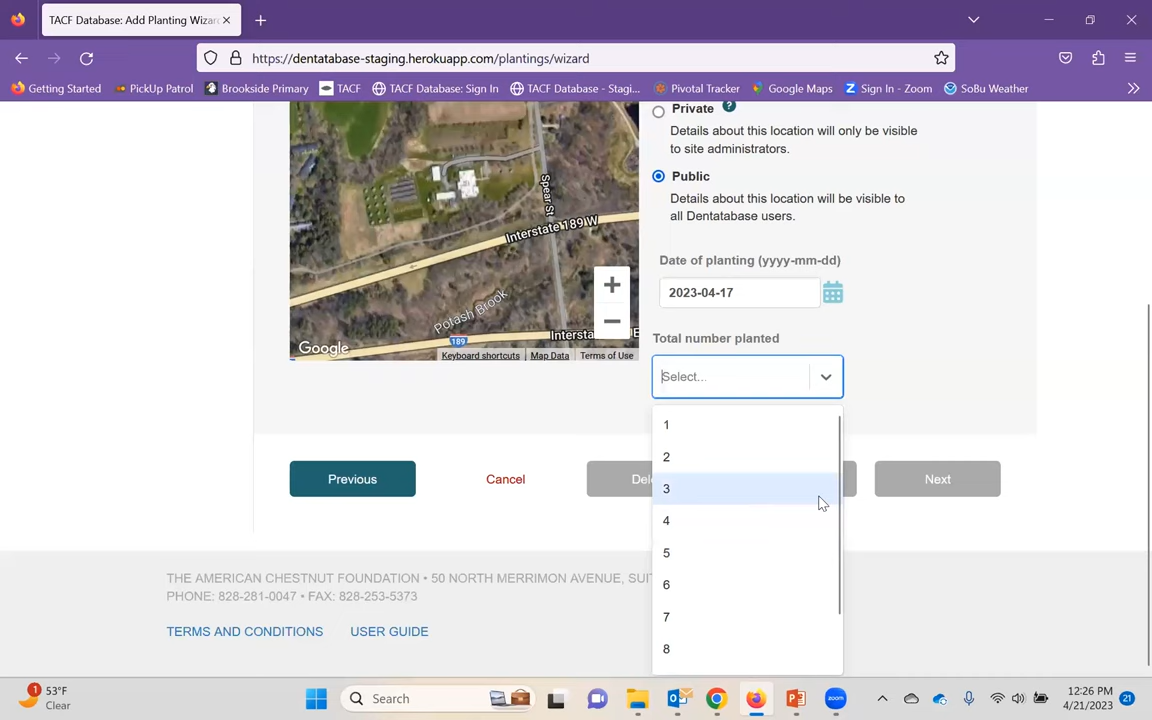 TACF Database: Add Planting Wizar
https://dentatabase-staging.herokuapp.com/plantings/wizard
Getting Started
PickUp Patrol
Brookside Primary
TACF
TACF Database: Sign In
TACF Database - Stagi...
Pivotal Tracker
Google Maps
Sign In - Zoom
SoBu Weather
Private ?
Details about this location will only be visible
to site administrators.
Public
Details about this location will be visible to
all Dentatabase users.
Spear St
Interstate 189W
Potash Brook
189
Google
Keyboard shortcuts
Map Data
Terms of Use
Date of planting (yyyy-mm-dd)
2023-04-17
Total number planted
Select...
1
2
3
4
5
6
7
8
Previous
Cancel
Next
THE AMERICAN CHESTNUT FOUNDATION • 50 NORTH MERRIMON AVENUE,
PHONE: 828-281-0047 • FAX: 828-253-5373
TERMS AND CONDITIONS
USER GUIDE
1
53°F
Clear
Search
12:26 PM
4/21/2023
21